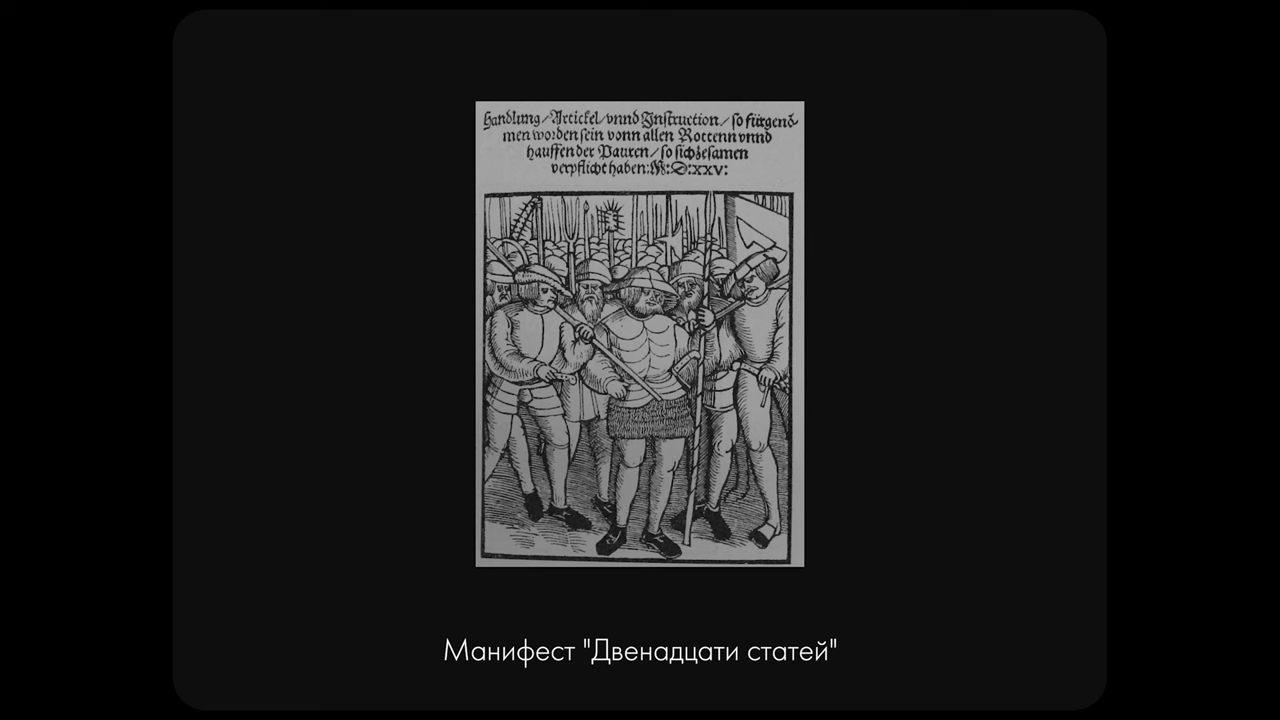 Handlung / Artickel / vnnd Instruction / so fürgenō-
men worden sein vonn allen Rottenn vnnd
hauffen der Pauren / so sich zesamen
verpflicht haben: M: D: xxv:
Манифест "Двенадцати статей"